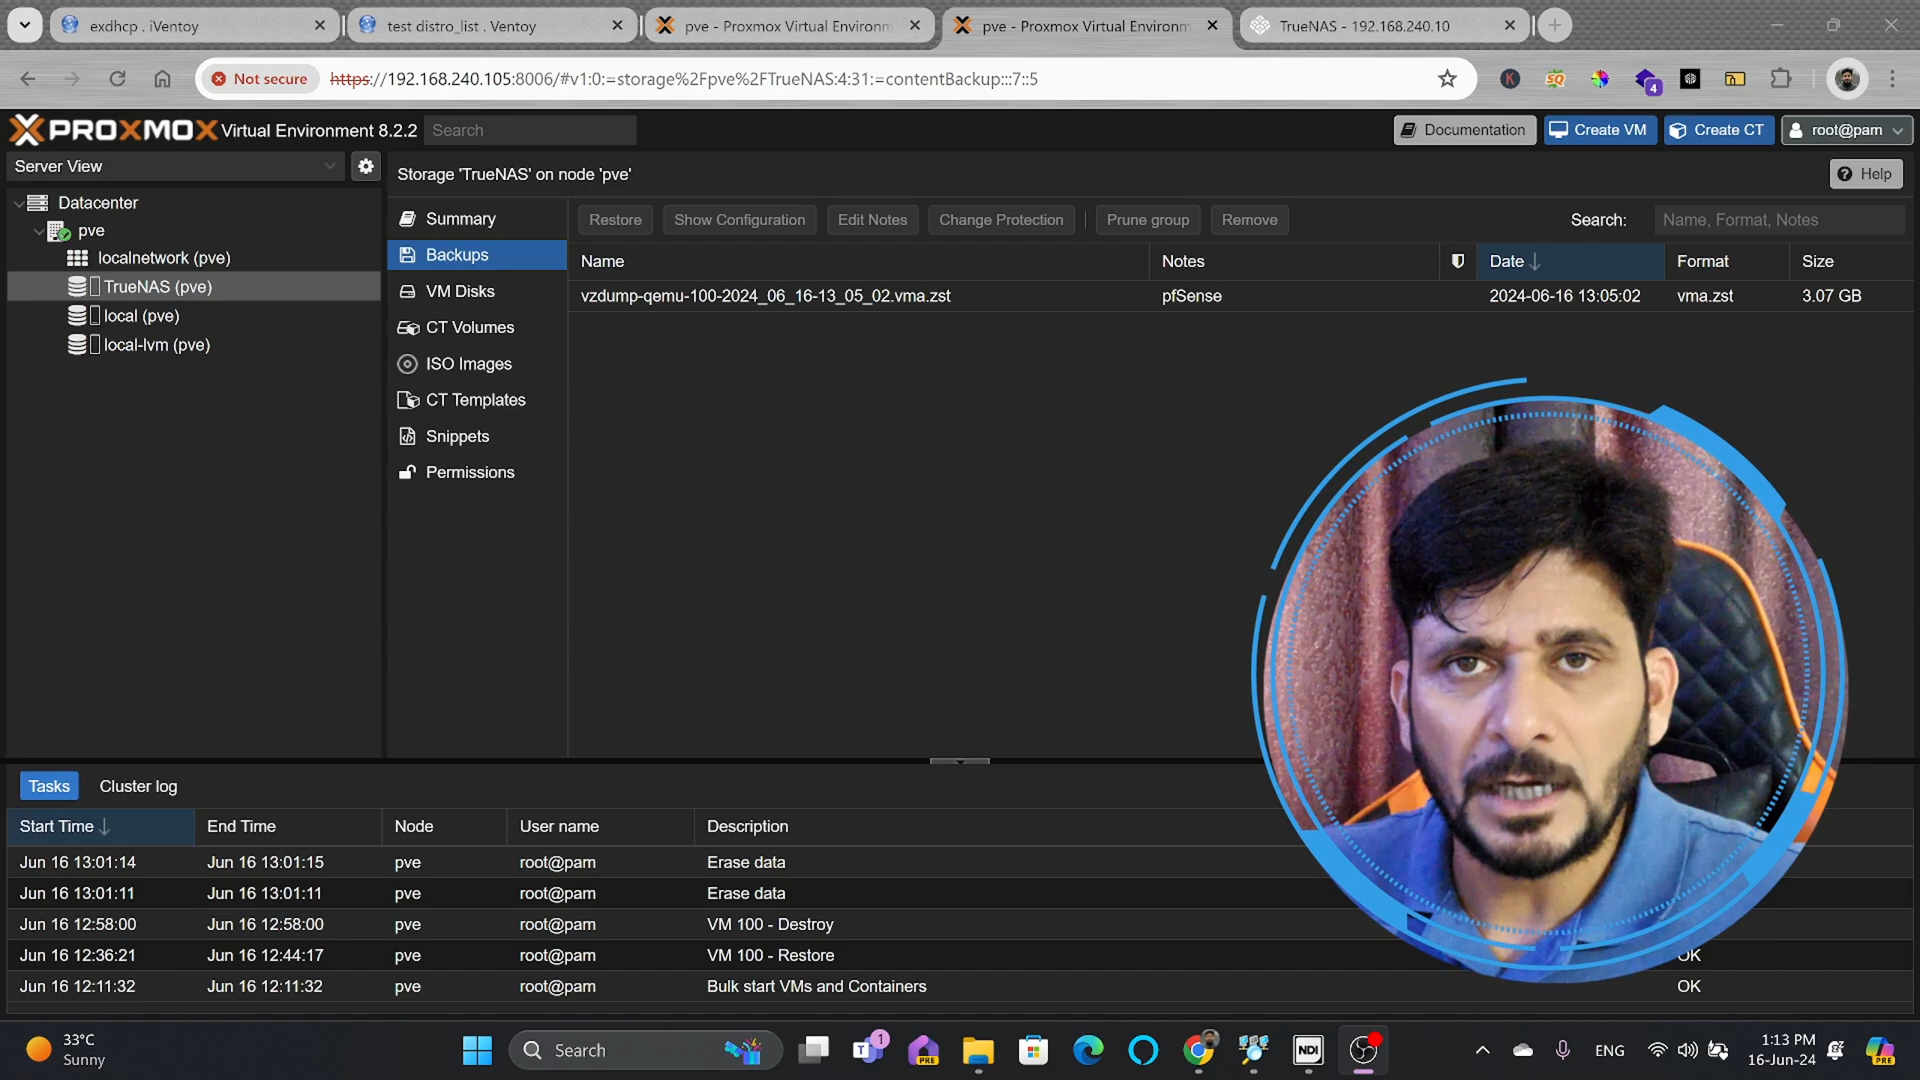 exdhcp . iVentoy
test distro_list . Ventoy
pve - Proxmox Virtual Environm
pve - Proxmox Virtual Environm
TrueNAS - 192.168.240.10
Not secure
https://192.168.240.105:8006/#v1:0:=storage%2Fpve%2FTrueNAS:4:31:=contentBackup:::7::5
K
SQ
4
PROXMOX Virtual Environment 8.2.2
Search
Documentation
Create VM
Create CT
root@pam
Server View
Storage 'TrueNAS' on node 'pve'
Help
Datacenter
pve
localnetwork (pve)
TrueNAS (pve)
local (pve)
local-lvm (pve)
Summary
Backups
VM Disks
CT Volumes
ISO Images
CT Templates
Snippets
Permissions
Restore
Show Configuration
Edit Notes
Change Protection
Prune group
Remove
Search:
Name, Format, Notes
Name Notes Date Format Size
vzdump-qemu-100-2024_06_16-13_05_02.vma.zst pfSense 2024-06-16 13:05:02 vma.zst 3.07 GB
Tasks
Cluster log
Start Time End Time Node User name Description
Jun 16 13:01:14 Jun 16 13:01:15 pve root@pam Erase data
Jun 16 13:01:11 Jun 16 13:01:11 pve root@pam Erase data
Jun 16 12:58:00 Jun 16 12:58:00 pve root@pam VM 100 - Destroy
Jun 16 12:36:21 Jun 16 12:44:17 pve root@pam VM 100 - Restore OK
Jun 16 12:11:32 Jun 16 12:11:32 pve root@pam Bulk start VMs and Containers OK
33°C
Sunny
Search
T
1
PRE
NDI
ENG
1:13 PM
16-Jun-24
PRE